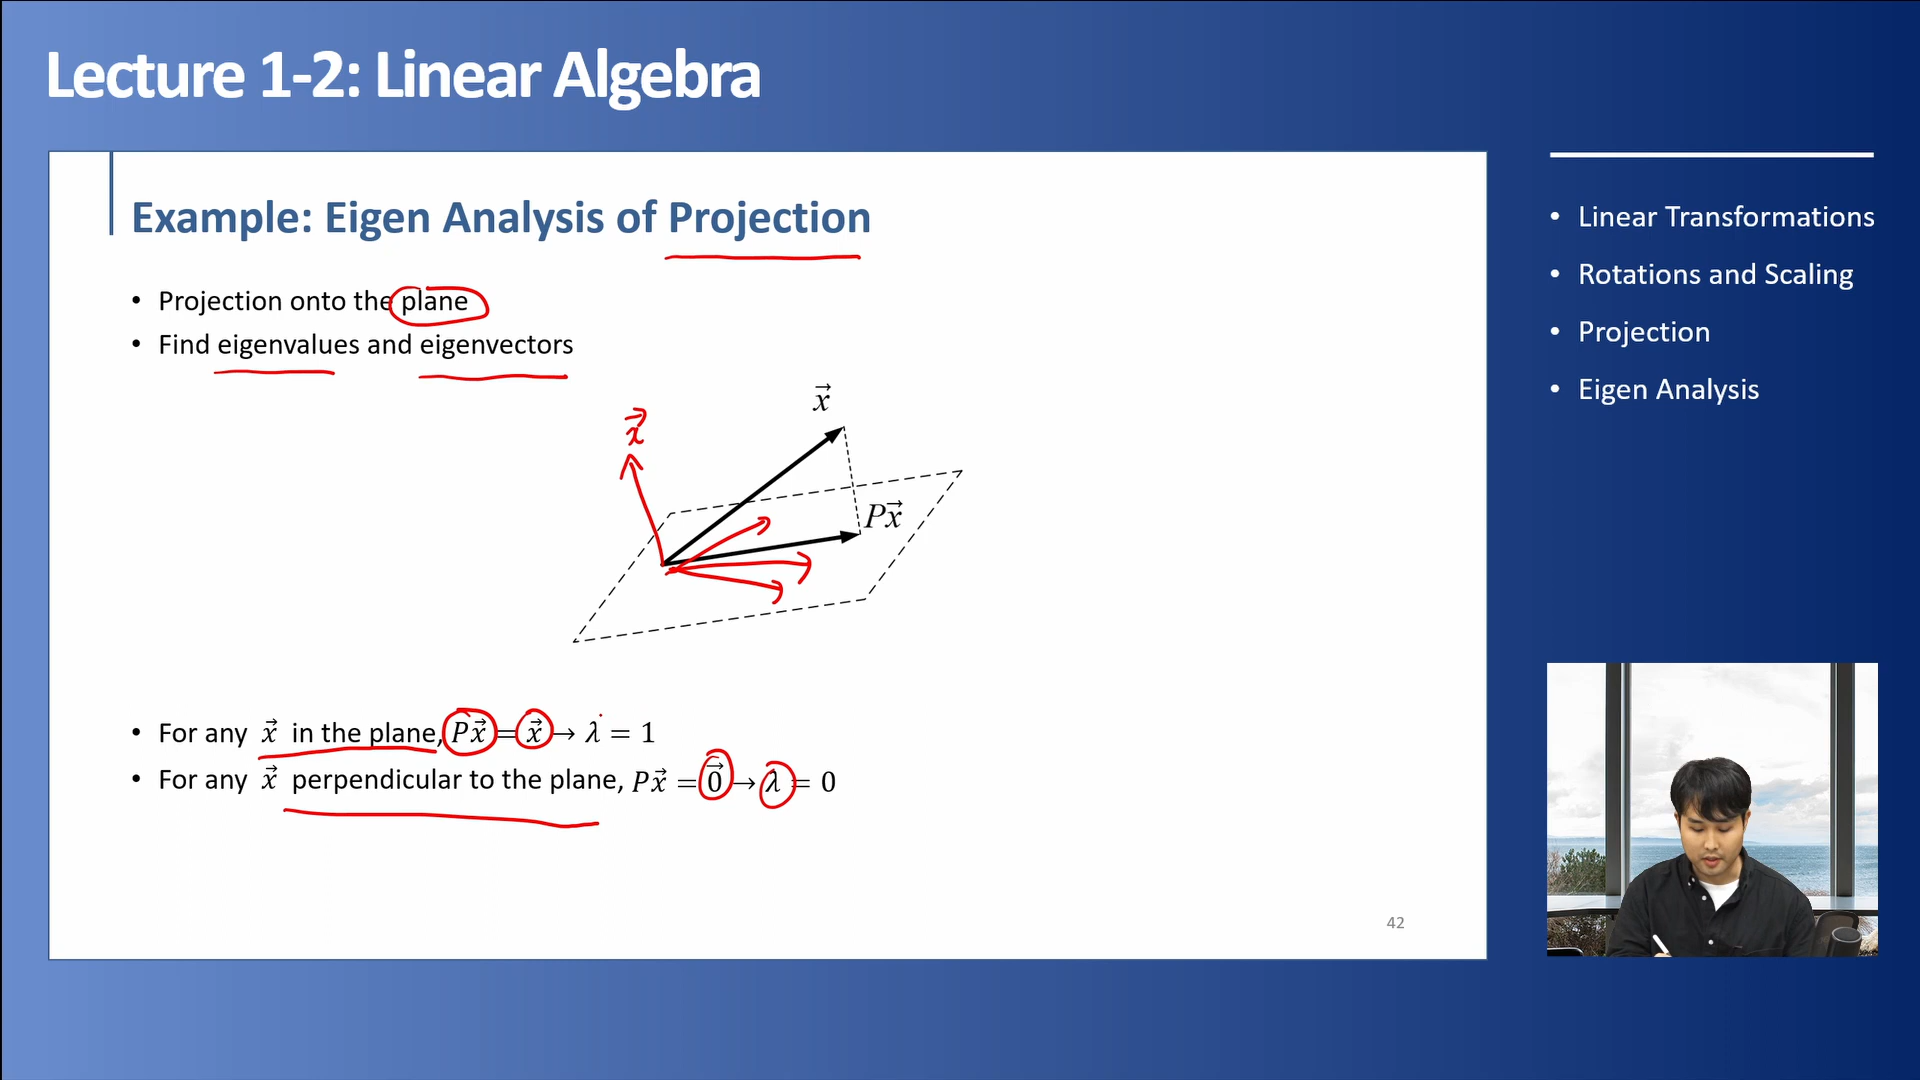 Lecture 1-2: Linear Algebra
Example: Eigen Analysis of Projection
• Projection onto the plane
• Find eigenvalues and eigenvectors
x⃗
x⃗
Px⃗
• For any x⃗ in the plane, Px⃗ = x⃗ → λ = 1
• For any x⃗ perpendicular to the plane, Px⃗ = 0⃗ → λ = 0
42
• Linear Transformations
• Rotations and Scaling
• Projection
• Eigen Analysis